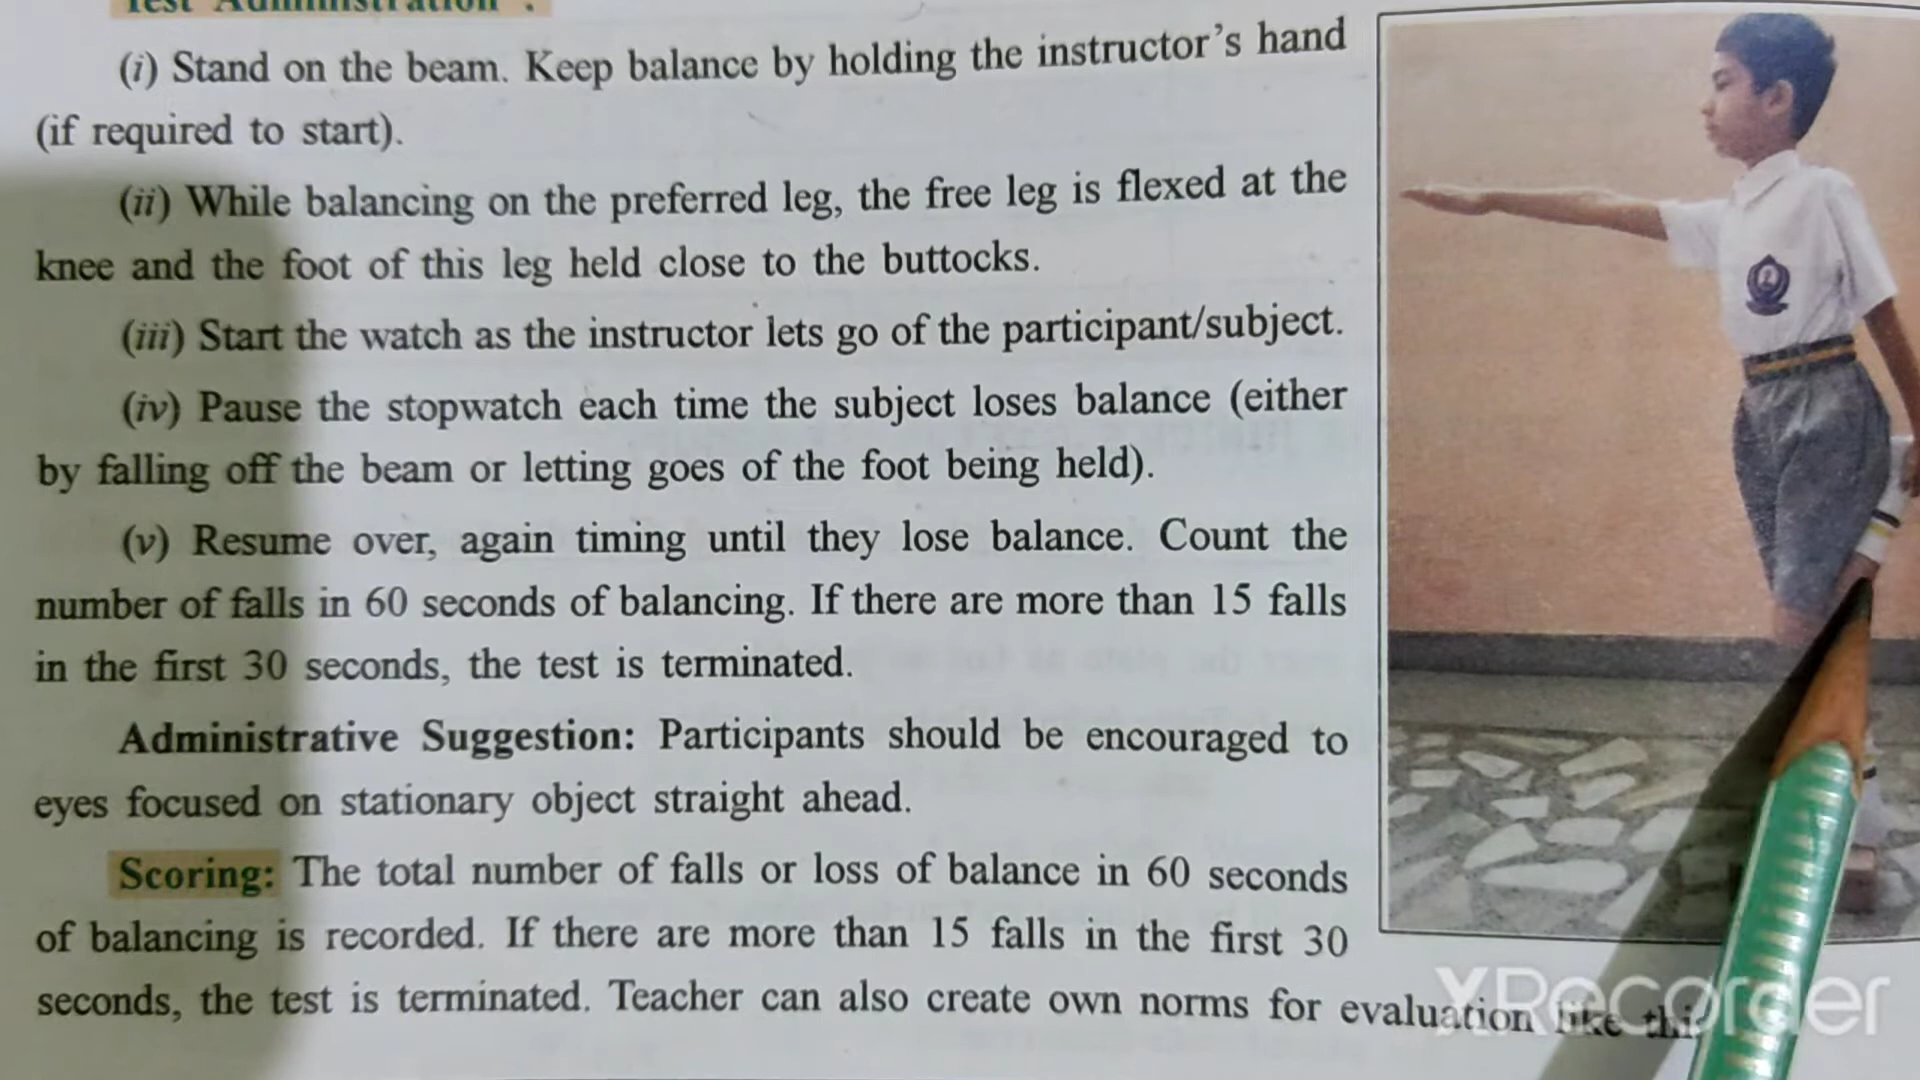 Test Administration :
(i) Stand on the beam. Keep balance by holding the instructor's hand
(if required to start).
(ii) While balancing on the preferred leg, the free leg is flexed at the
knee and the foot of this leg held close to the buttocks.
(iii) Start the watch as the instructor lets go of the participant/subject.
(iv) Pause the stopwatch each time the subject loses balance (either
by falling off the beam or letting goes of the foot being held).
(v) Resume over, again timing until they lose balance. Count the
number of falls in 60 seconds of balancing. If there are more than 15 falls
in the first 30 seconds, the test is terminated.
Administrative Suggestion: Participants should be encouraged to
eyes focused on stationary object straight ahead.
Scoring: The total number of falls or loss of balance in 60 seconds
of balancing is recorded. If there are more than 15 falls in the first 30
seconds, the test is terminated. Teacher can also create own norms for evaluation like
XRecorder